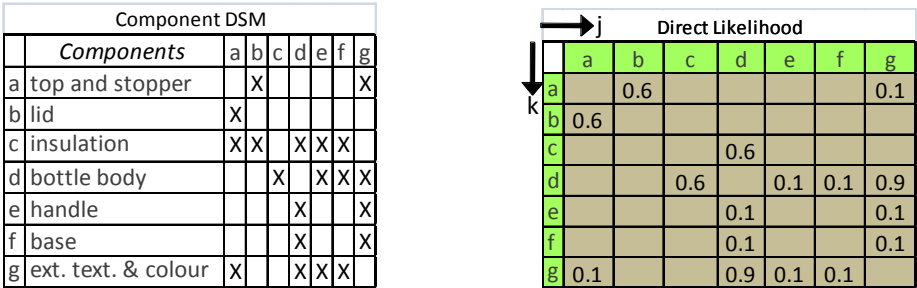 Component DSM
Components a b c d e f g
a top and stopper X X
b lid X
c insulation X X X X X
d bottle body X X X X
e handle X X
f base X X
g ext. text. & colour X X X X
j
Direct Likelihood
k
a b c d e f g
a 0.6 0.1
b 0.6
c 0.6
d 0.6 0.1 0.1 0.9
e 0.1 0.1
f 0.1 0.1
g 0.1 0.9 0.1 0.1